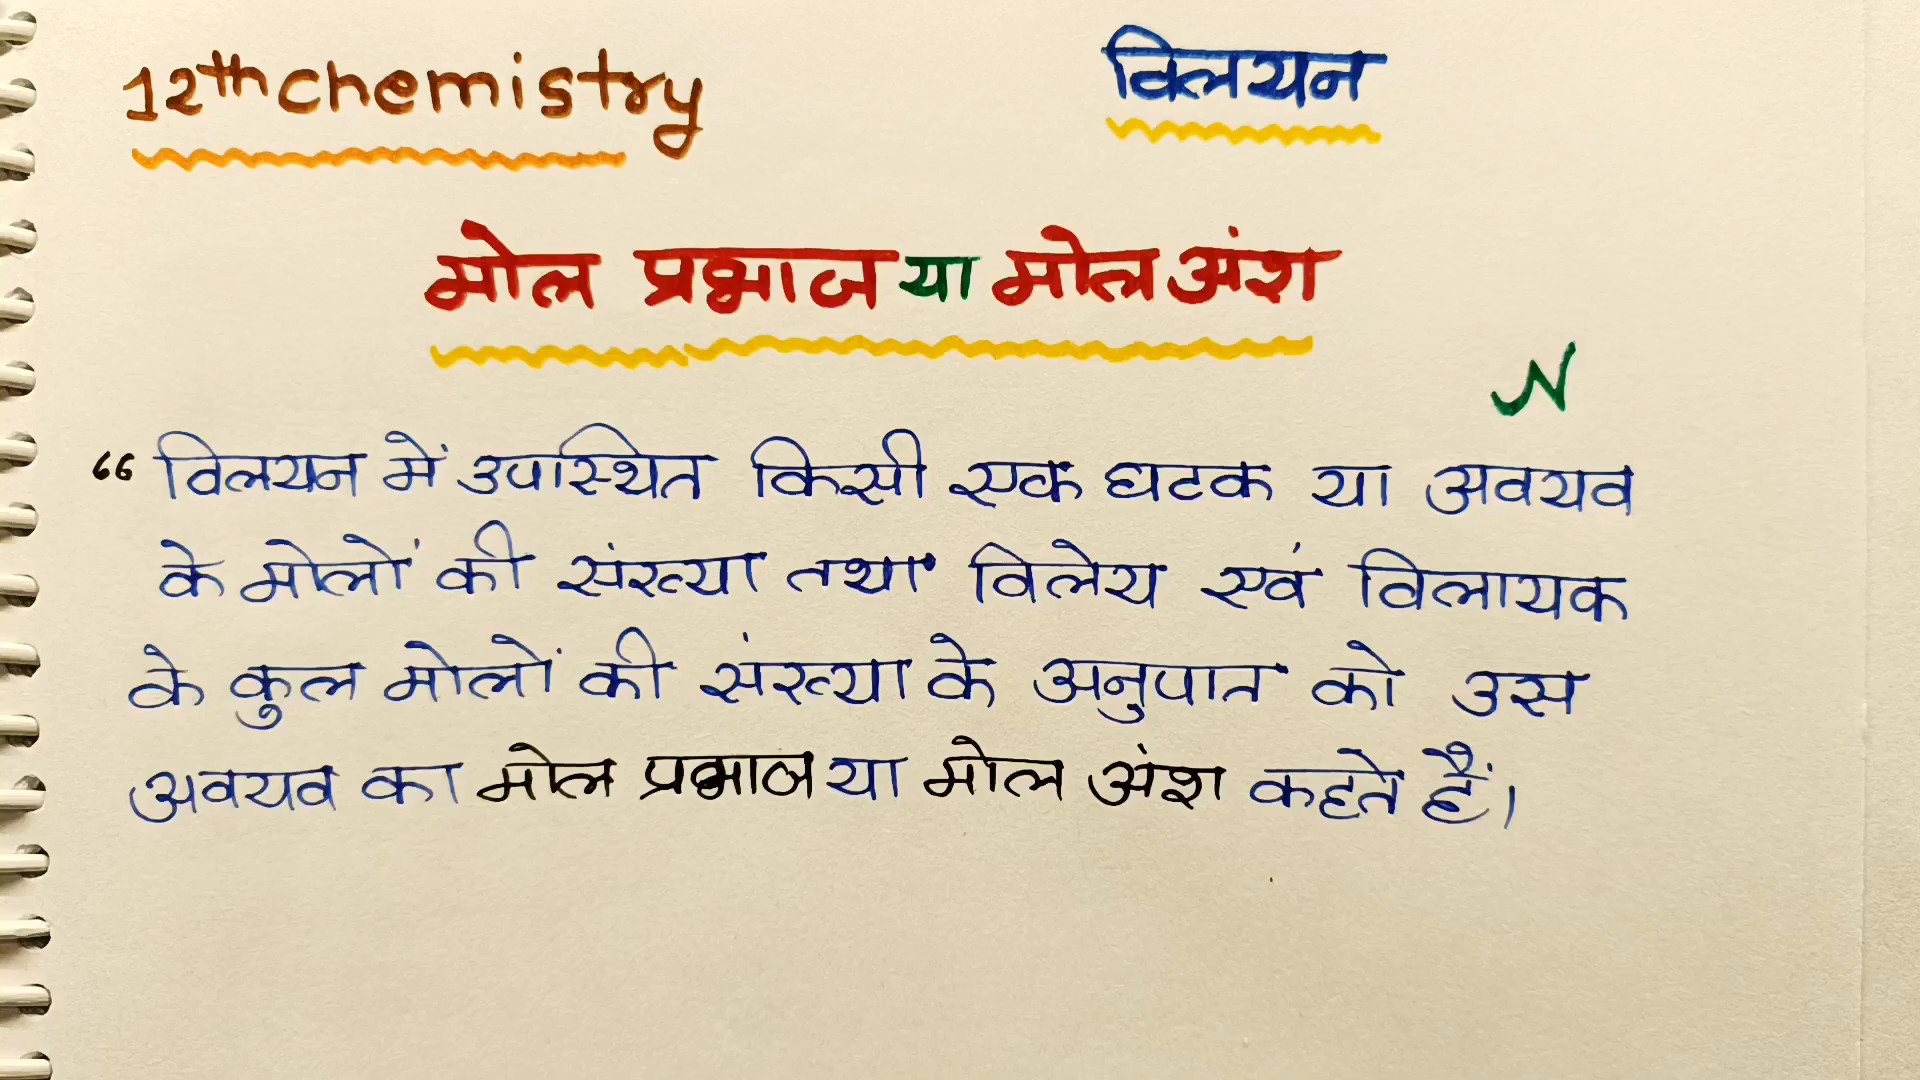 12th chemistry
विलयन
मोल प्रभाज या मोल अंश
N
“विलयन में उपस्थित किसी एक घटक या अवयव
के मोलों की संख्या तथा विलेय एवं विलायक
के कुल मोलों की संख्या के अनुपात को उस
अवयव का मोल प्रभाज या मोल अंश कहते हैं।